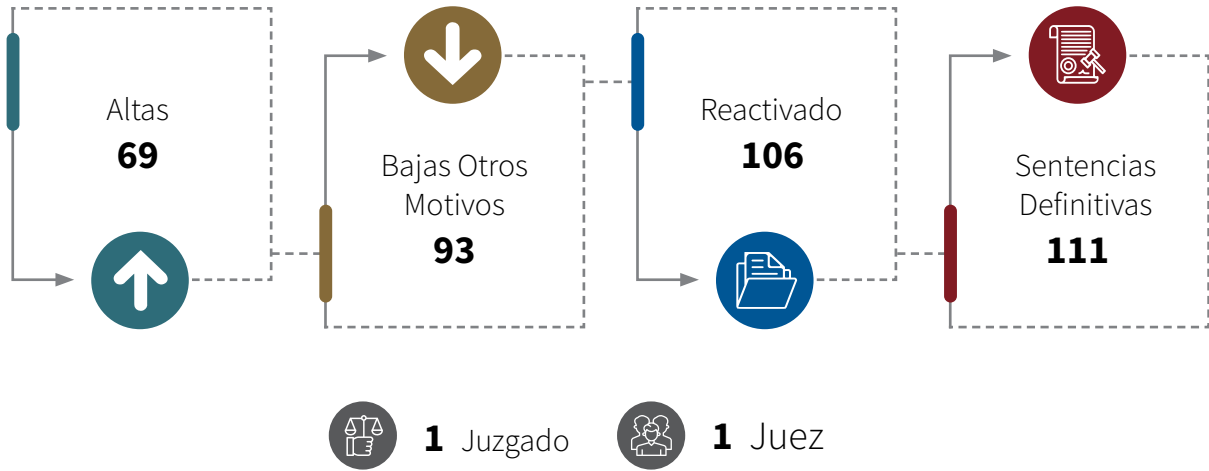 Altas
69
Bajas Otros
Motivos
93
Reactivado
106
Sentencias
Definitivas
111
1 Juzgado
1 Juez